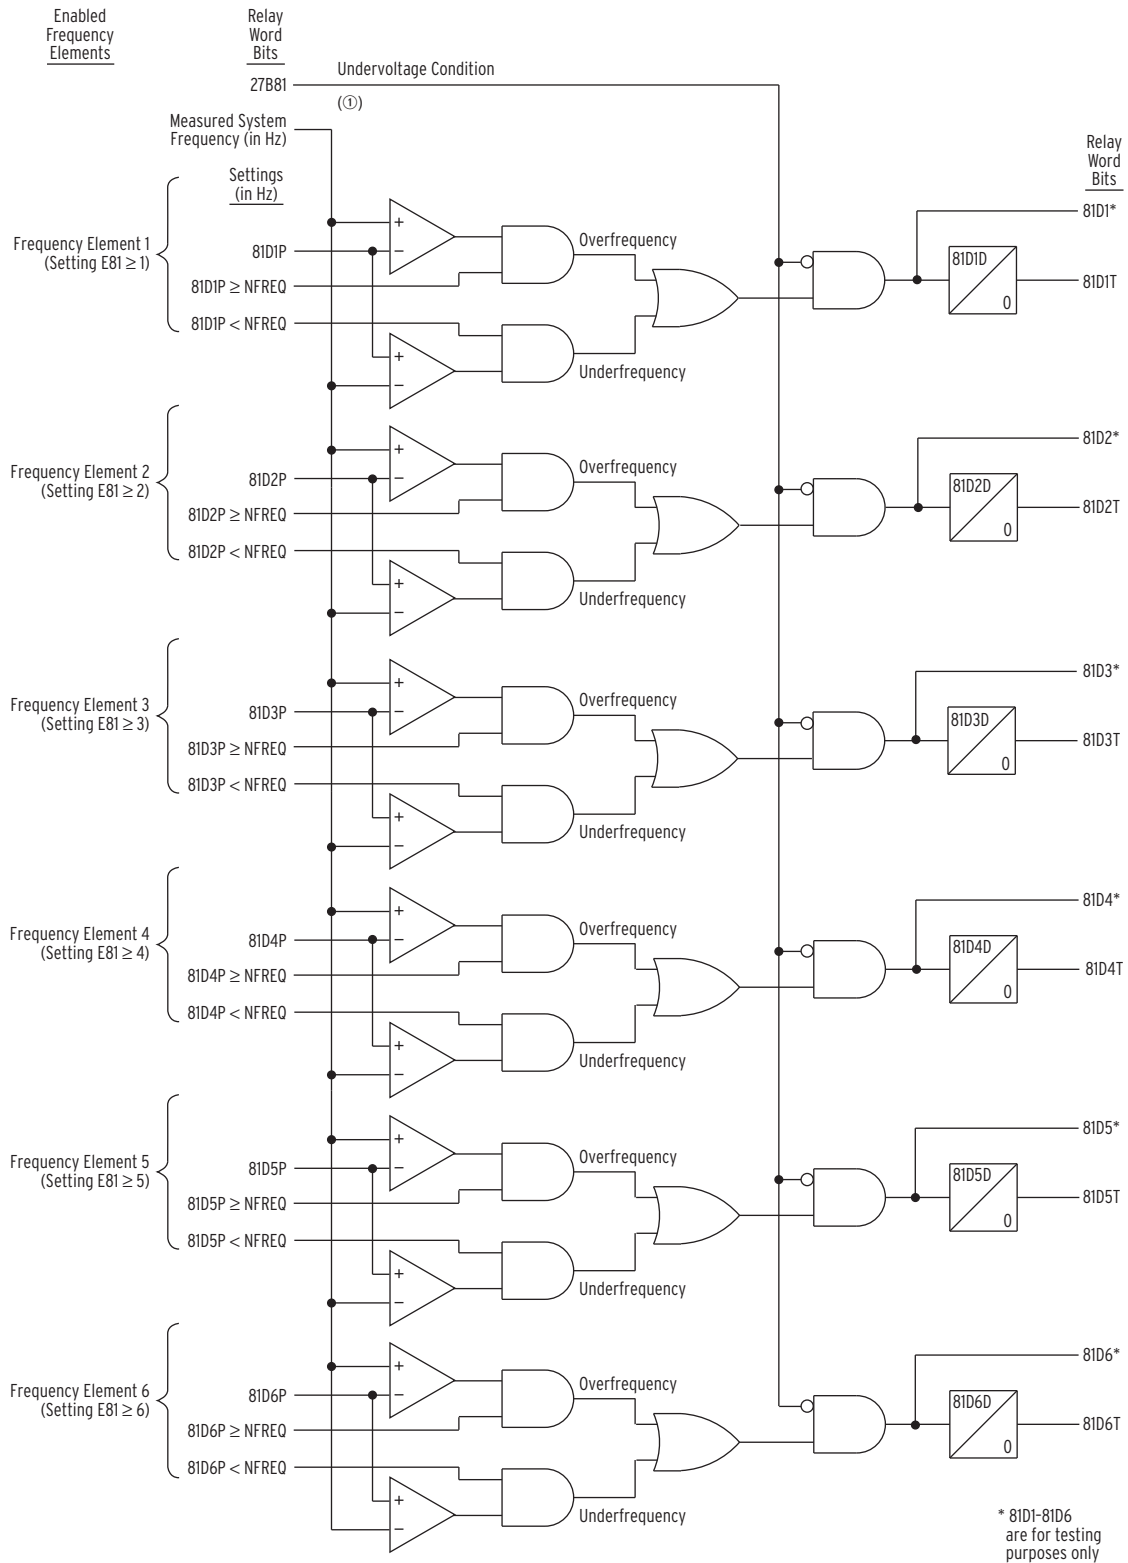 Enabled
Frequency
Elements
Relay
Word
Bits
27B81
Undervoltage Condition
(①)
Measured System
Frequency (in Hz)
Settings
(in Hz)
Relay
Word
Bits
Frequency Element 1
(Setting E81 ≥ 1)
81D1P
81D1P ≥ NFREQ
81D1P < NFREQ
+
−
+
−
Overfrequency
Underfrequency
81D1D
0
81D1*
81D1T
Frequency Element 2
(Setting E81 ≥ 2)
81D2P
81D2P ≥ NFREQ
81D2P < NFREQ
+
−
+
−
Overfrequency
Underfrequency
81D2D
0
81D2*
81D2T
Frequency Element 3
(Setting E81 ≥ 3)
81D3P
81D3P ≥ NFREQ
81D3P < NFREQ
+
−
+
−
Overfrequency
Underfrequency
81D3D
0
81D3*
81D3T
Frequency Element 4
(Setting E81 ≥ 4)
81D4P
81D4P ≥ NFREQ
81D4P < NFREQ
+
−
+
−
Overfrequency
Underfrequency
81D4D
0
81D4*
81D4T
Frequency Element 5
(Setting E81 ≥ 5)
81D5P
81D5P ≥ NFREQ
81D5P < NFREQ
+
−
+
−
Overfrequency
Underfrequency
81D5D
0
81D5*
81D5T
Frequency Element 6
(Setting E81 ≥ 6)
81D6P
81D6P ≥ NFREQ
81D6P < NFREQ
+
−
+
−
Overfrequency
Underfrequency
81D6D
0
81D6*
81D6T
* 81D1-81D6
are for testing
purposes only